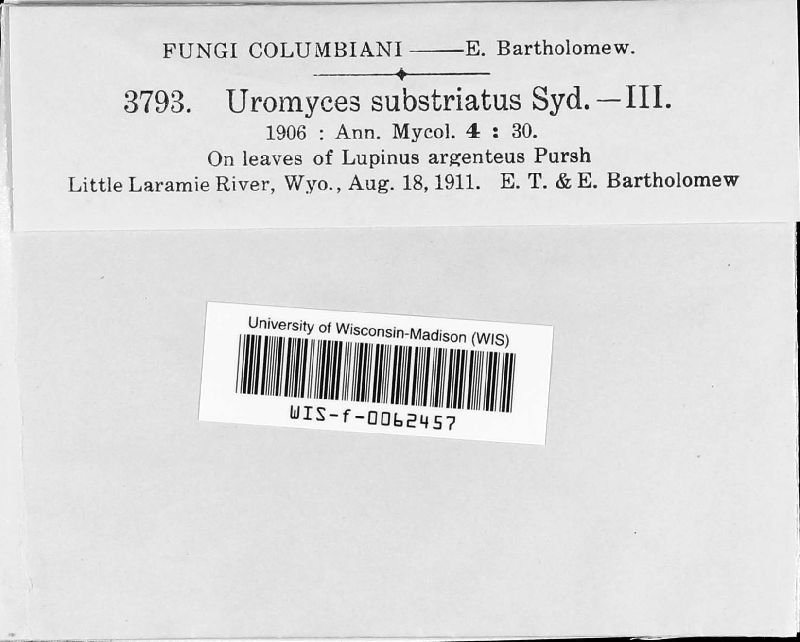 FUNGI COLUMBIANI ——— E. Bartholomew.
3793. Uromyces substriatus Syd. — III.
1906 : Ann. Mycol. 4 : 30.
On leaves of Lupinus argenteus Pursh
Little Laramie River, Wyo., Aug. 18, 1911. E. T. & E. Bartholomew
University of Wisconsin-Madison (WIS)
WIS-f-0062457